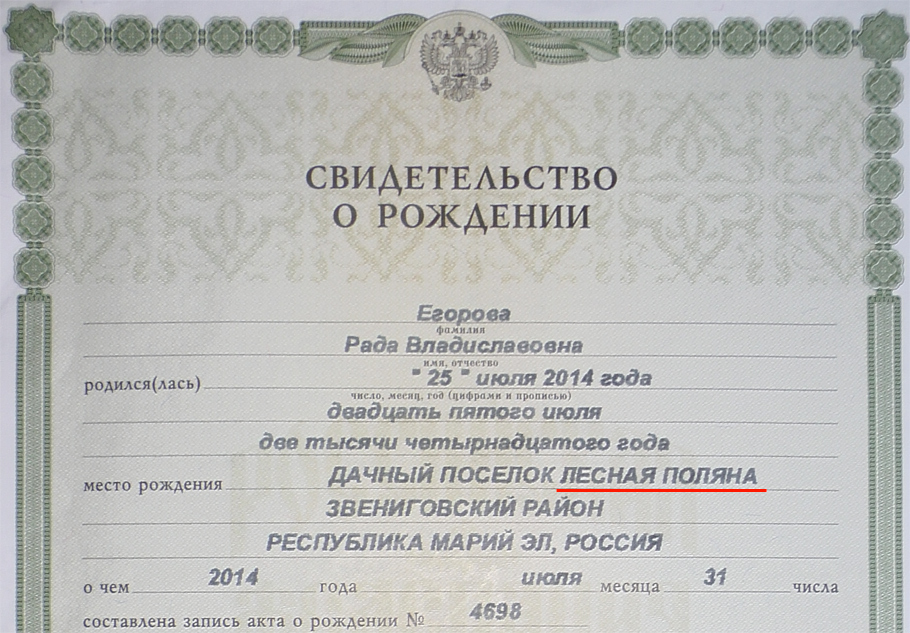 СВИДЕТЕЛЬСТВО
О РОЖДЕНИИ
Егорова
фамилия
Рада Владиславовна
имя, отчество
родился(лась) " 25 " июля 2014 года
число, месяц, год (цифрами и прописью)
двадцать пятого июля
две тысячи четырнадцатого года
место рождения ДАЧНЫЙ ПОСЕЛОК ЛЕСНАЯ ПОЛЯНА
ЗВЕНИГОВСКИЙ РАЙОН
РЕСПУБЛИКА МАРИЙ ЭЛ, РОССИЯ
о чем 2014 года июля месяца 31 числа
составлена запись акта о рождении № 4698